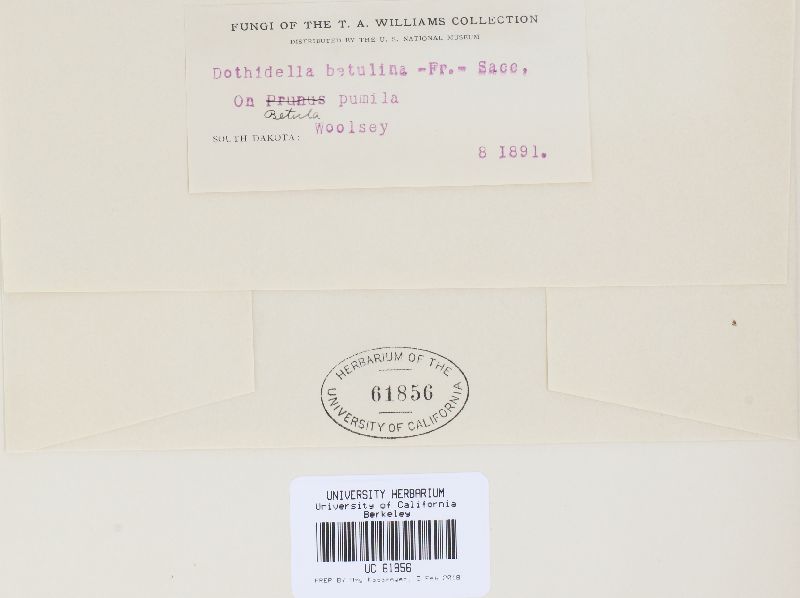 FUNGI OF THE T. A. WILLIAMS COLLECTION
DISTRIBUTED BY THE U. S. NATIONAL MUSEUM
Dothidella betulina -Fr.- Sacc,
On Prunus pumila
Betula
SOUTH DAKOTA: Woolsey
8 1891.
HERBARIUM OF THE
61856
UNIVERSITY OF CALIFORNIA
UNIVERSITY HERBARIUM
University of California
Berkeley
UC 61856
PREP BY